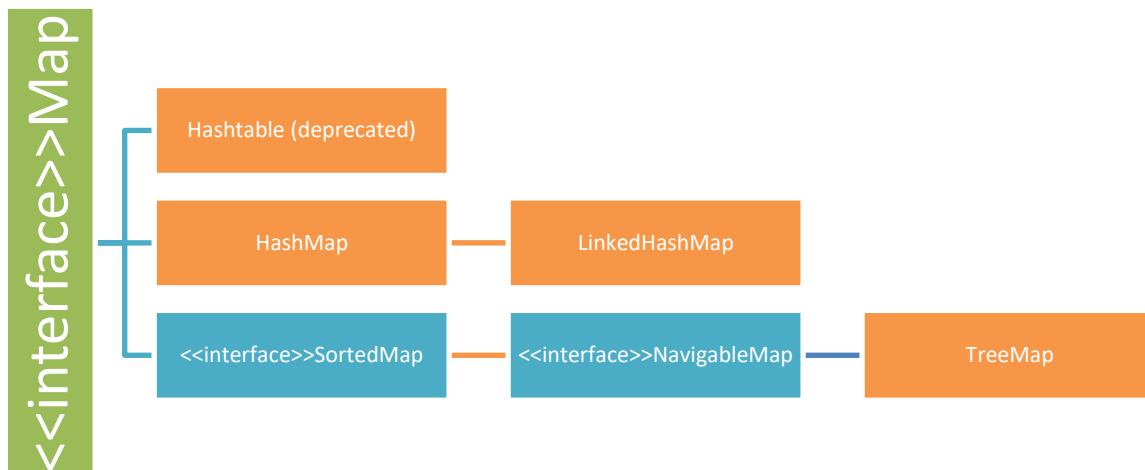 <<interface>>Map
Hashtable (deprecated)
HashMap
LinkedHashMap
<<interface>>SortedMap
<<interface>>NavigableMap
TreeMap